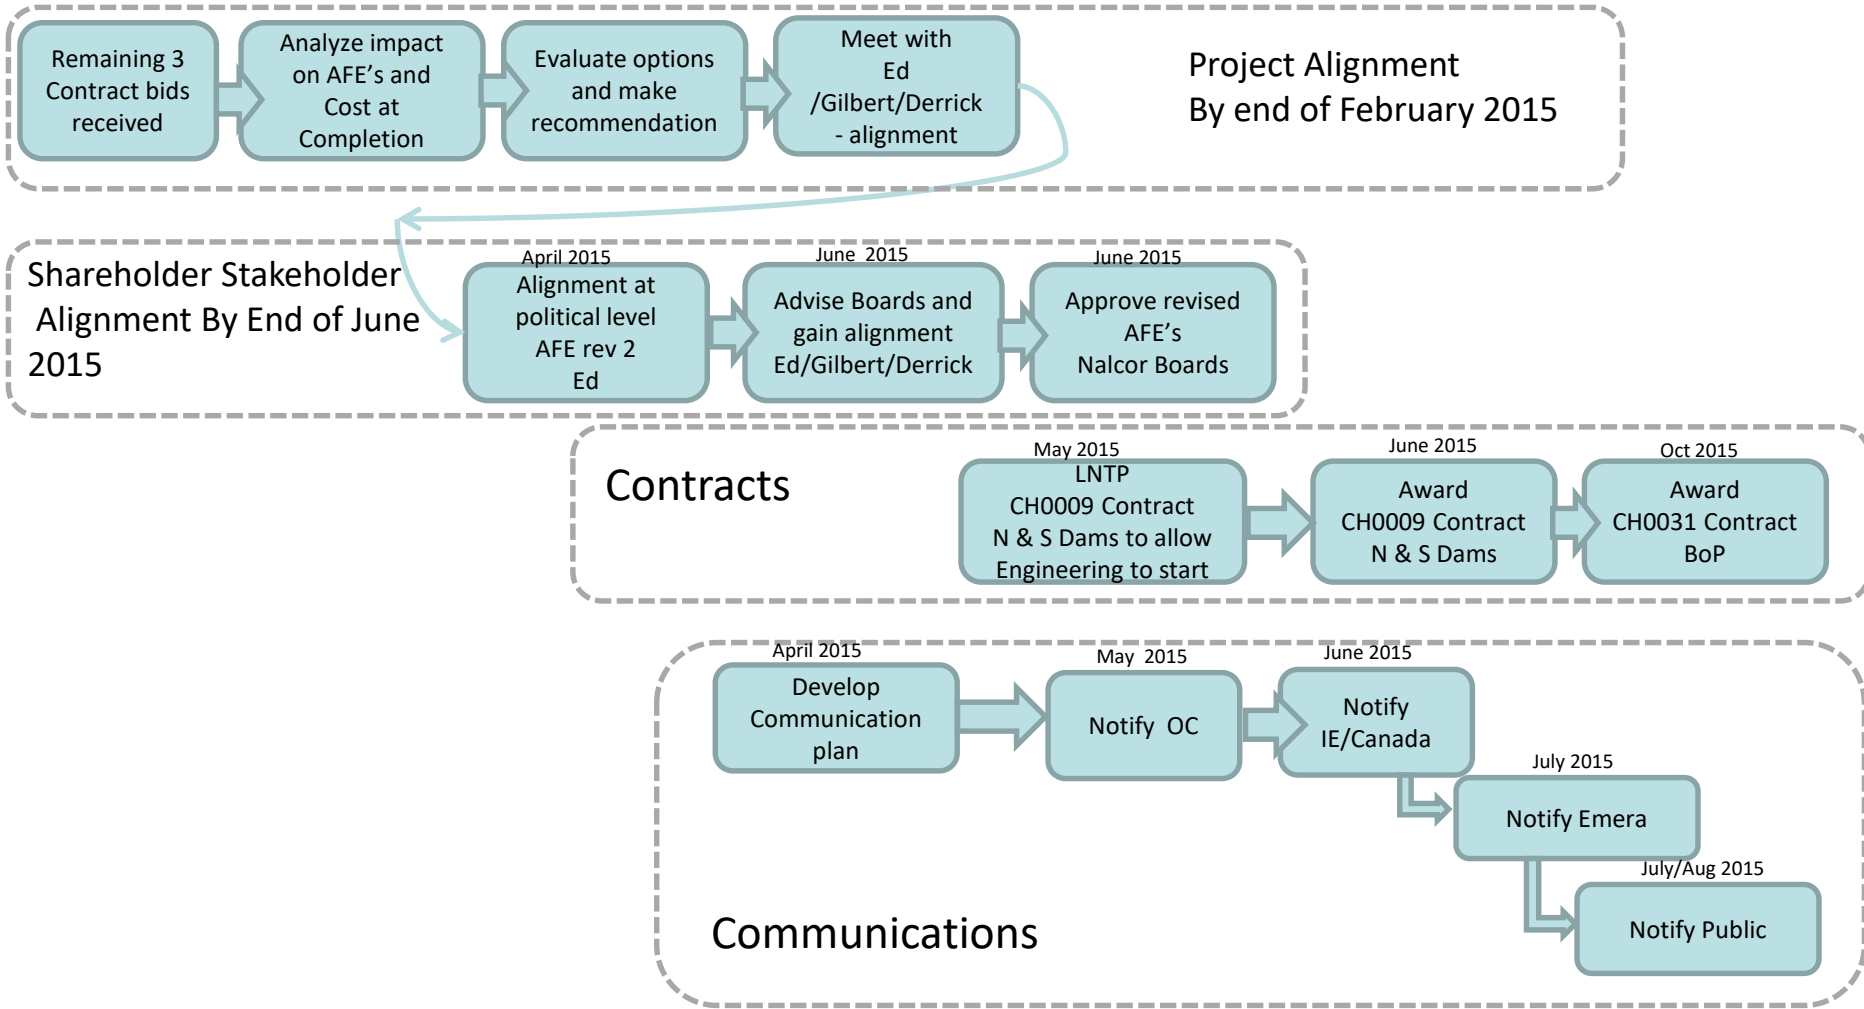 Remaining 3
Contract bids
received
Analyze impact
on AFE's and
Cost at
Completion
Evaluate options
and make
recommendation
Meet with
Ed
/Gilbert/Derrick
- alignment
Project Alignment
By end of February 2015
Shareholder Stakeholder
Alignment By End of June
2015
April 2015
Alignment at
political level
AFE rev 2
Ed
June 2015
Advise Boards and
gain alignment
Ed/Gilbert/Derrick
June 2015
Approve revised
AFE's
Nalcor Boards
Contracts
May 2015
LNTP
CH0009 Contract
N & S Dams to allow
Engineering to start
June 2015
Award
CH0009 Contract
N & S Dams
Oct 2015
Award
CH0031 Contract
BoP
April 2015
Develop
Communication
plan
May 2015
Notify OC
June 2015
Notify
IE/Canada
July 2015
Notify Emera
July/Aug 2015
Notify Public
Communications